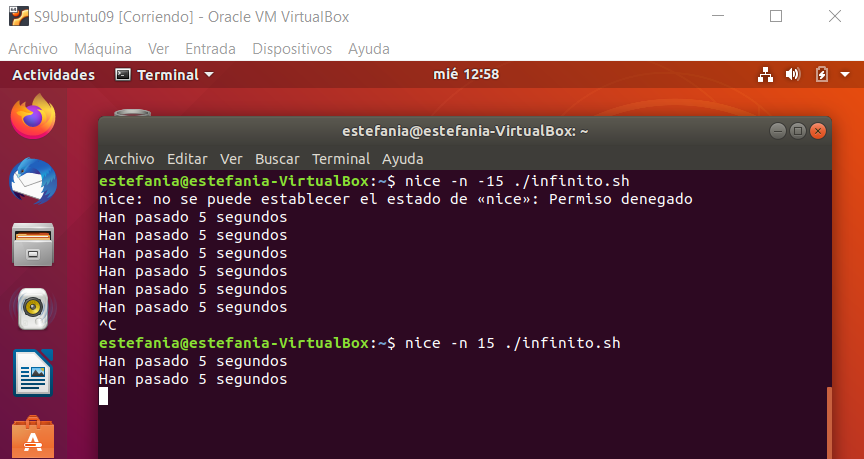 S9Ubuntu09 [Corriendo] - Oracle VM VirtualBox
Archivo Máquina Ver Entrada Dispositivos Ayuda
Actividades Terminal mié 12:58
estefania@estefania-VirtualBox: ~
Archivo Editar Ver Buscar Terminal Ayuda
estefania@estefania-VirtualBox:~$ nice -n -15 ./infinito.sh
nice: no se puede establecer el estado de «nice»: Permiso denegado
Han pasado 5 segundos
Han pasado 5 segundos
Han pasado 5 segundos
Han pasado 5 segundos
Han pasado 5 segundos
Han pasado 5 segundos
^C
estefania@estefania-VirtualBox:~$ nice -n 15 ./infinito.sh
Han pasado 5 segundos
Han pasado 5 segundos